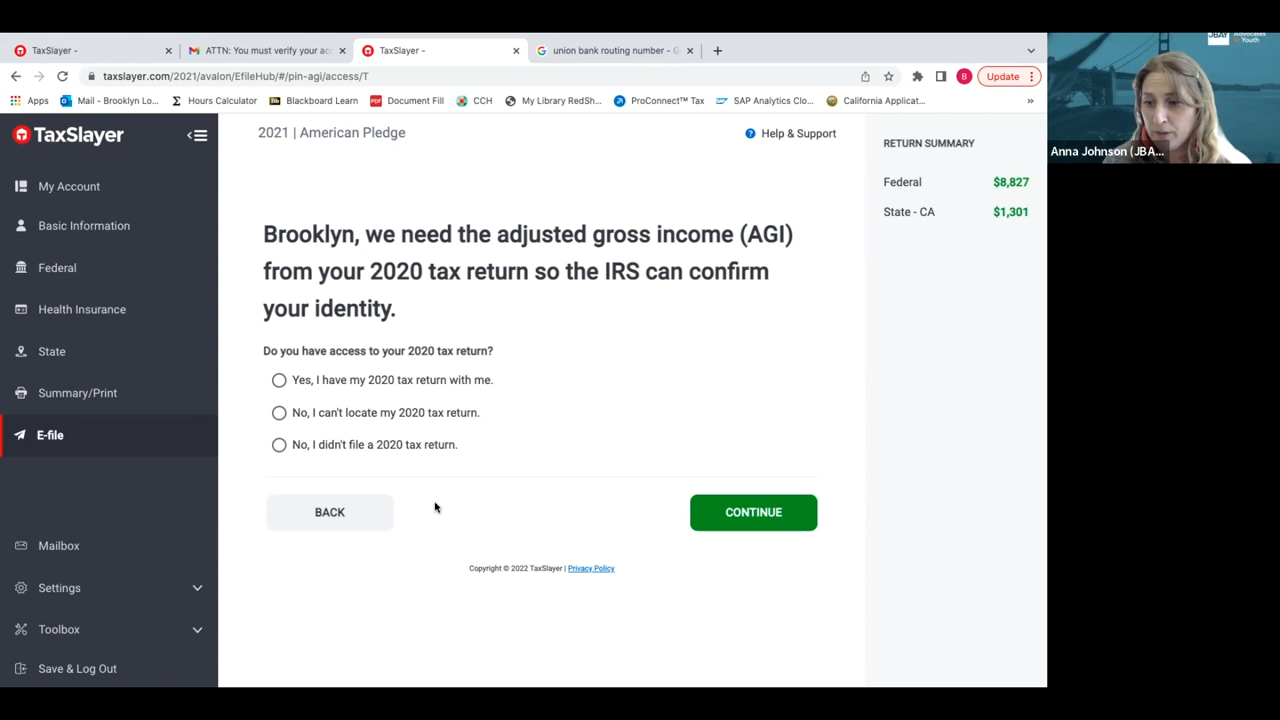 TaxSlayer -
ATTN: You must verify your acc
TaxSlayer -
union bank routing number - G
taxslayer.com/2021/avalon/EfileHub/#/pin-agi/access/T
B
Update
Apps
Mail - Brooklyn Lo...
Hours Calculator
Bb
Blackboard Learn
PDF
Document Fill
CCH
My Library RedSh...
ProConnect™ Tax
SAP Analytics Clo...
California Applicat...
»
JBAY
Advocates
Youth
Anna Johnson (JBA...
TaxSlayer
My Account
Basic Information
Federal
Health Insurance
State
Summary/Print
E-file
Mailbox
Settings
Toolbox
Save & Log Out
2021 | American Pledge
Help & Support
Brooklyn, we need the adjusted gross income (AGI)
from your 2020 tax return so the IRS can confirm
your identity.
Do you have access to your 2020 tax return?
Yes, I have my 2020 tax return with me.
No, I can't locate my 2020 tax return.
No, I didn't file a 2020 tax return.
BACK
CONTINUE
Copyright © 2022 TaxSlayer | Privacy Policy
RETURN SUMMARY
Federal $8,827
State - CA $1,301